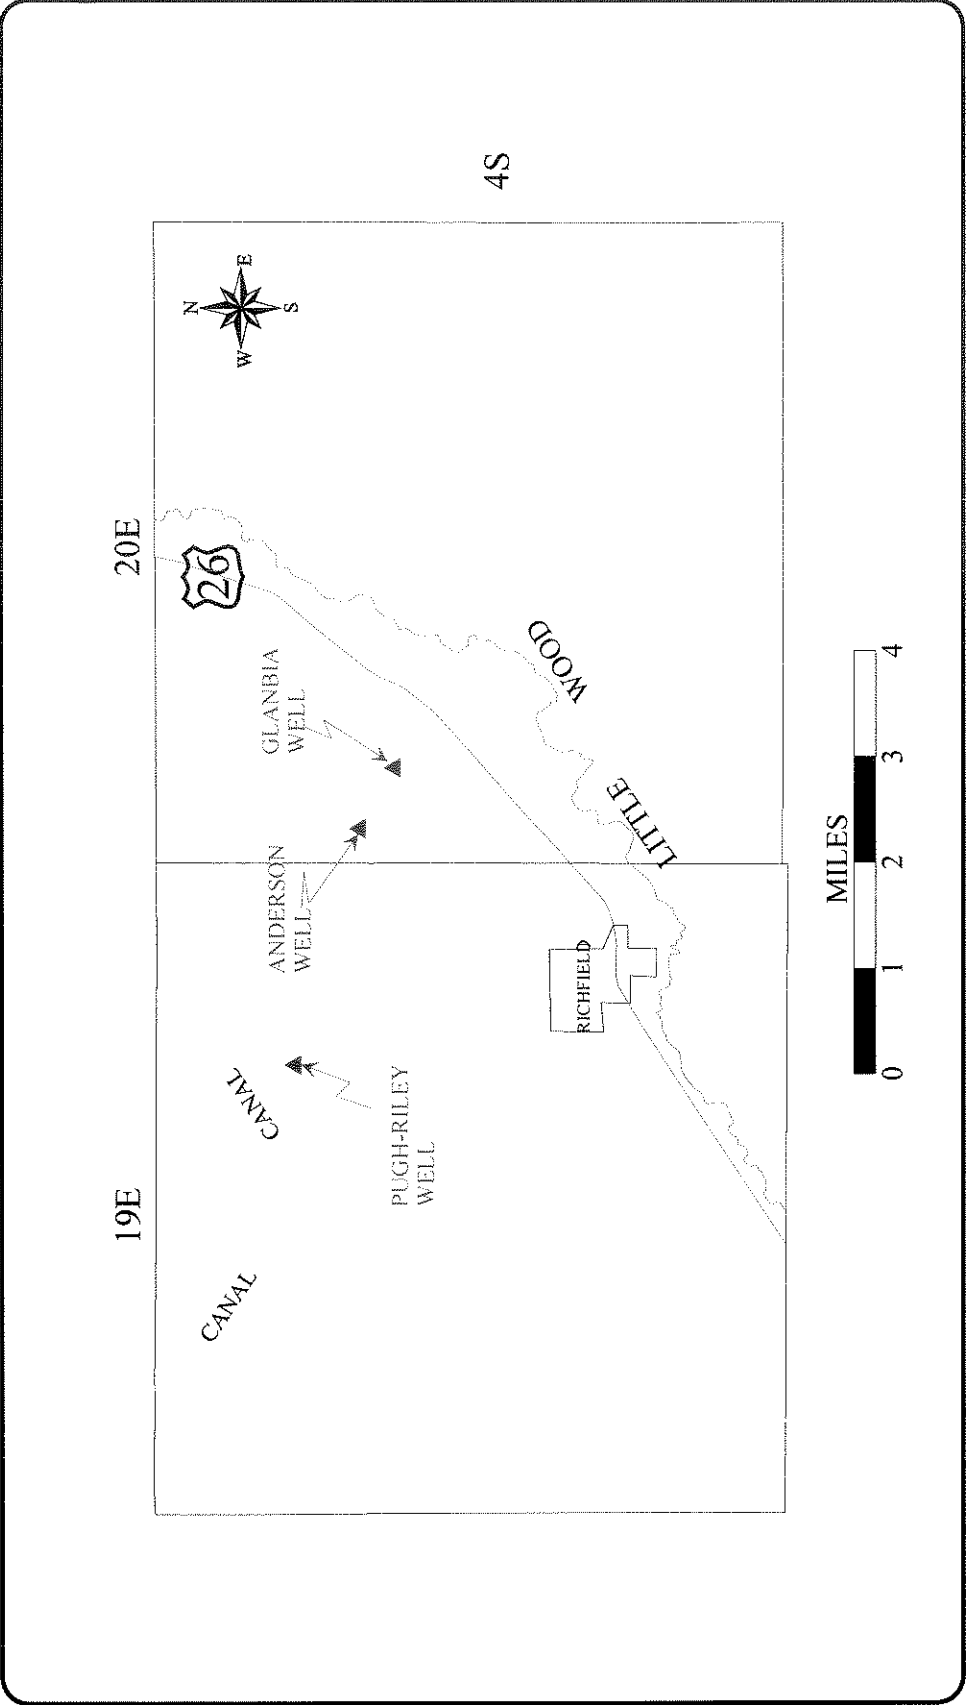 19E
20E
4S
N
W
E
S
26
CANAL
CANAL
PUGH-RILEY
WELL
ANDERSON
WELL
GLANBIA
WELL
RICHFIELD
LITTLE
WOOD
MILES
0
1
2
3
4